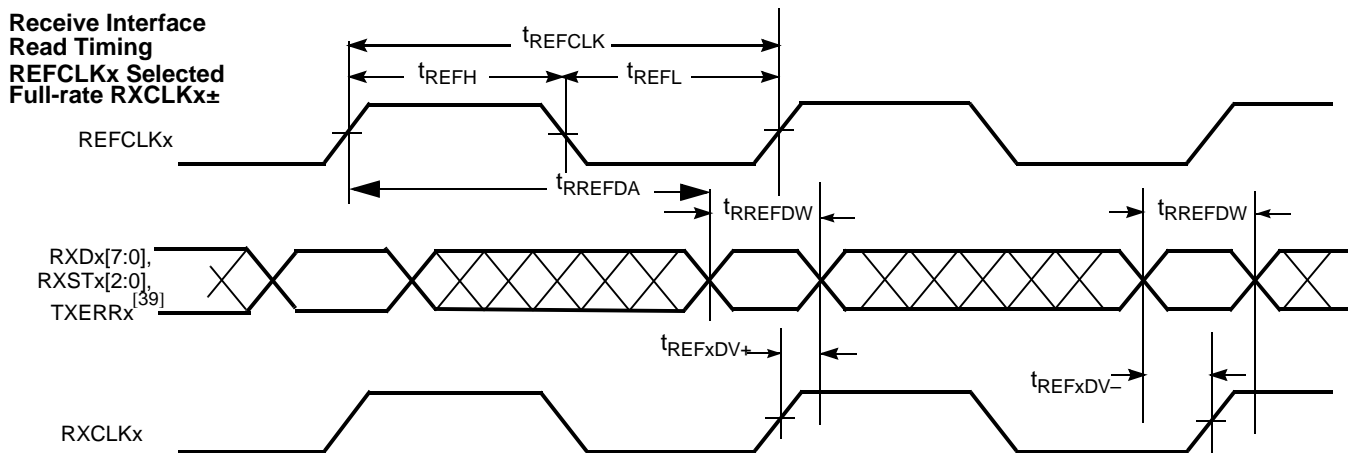 Receive Interface
Read Timing
REFCLKx Selected
Full-rate RXCLKx±
tREFCLK
tREFH
tREFL
REFCLKx
tRREFDA
tRREFDW
tRREFDW
RXDx[7:0],
RXSTx[2:0],
TXERRx[39]
tREFxDV+
tREFxDV–
RXCLKx